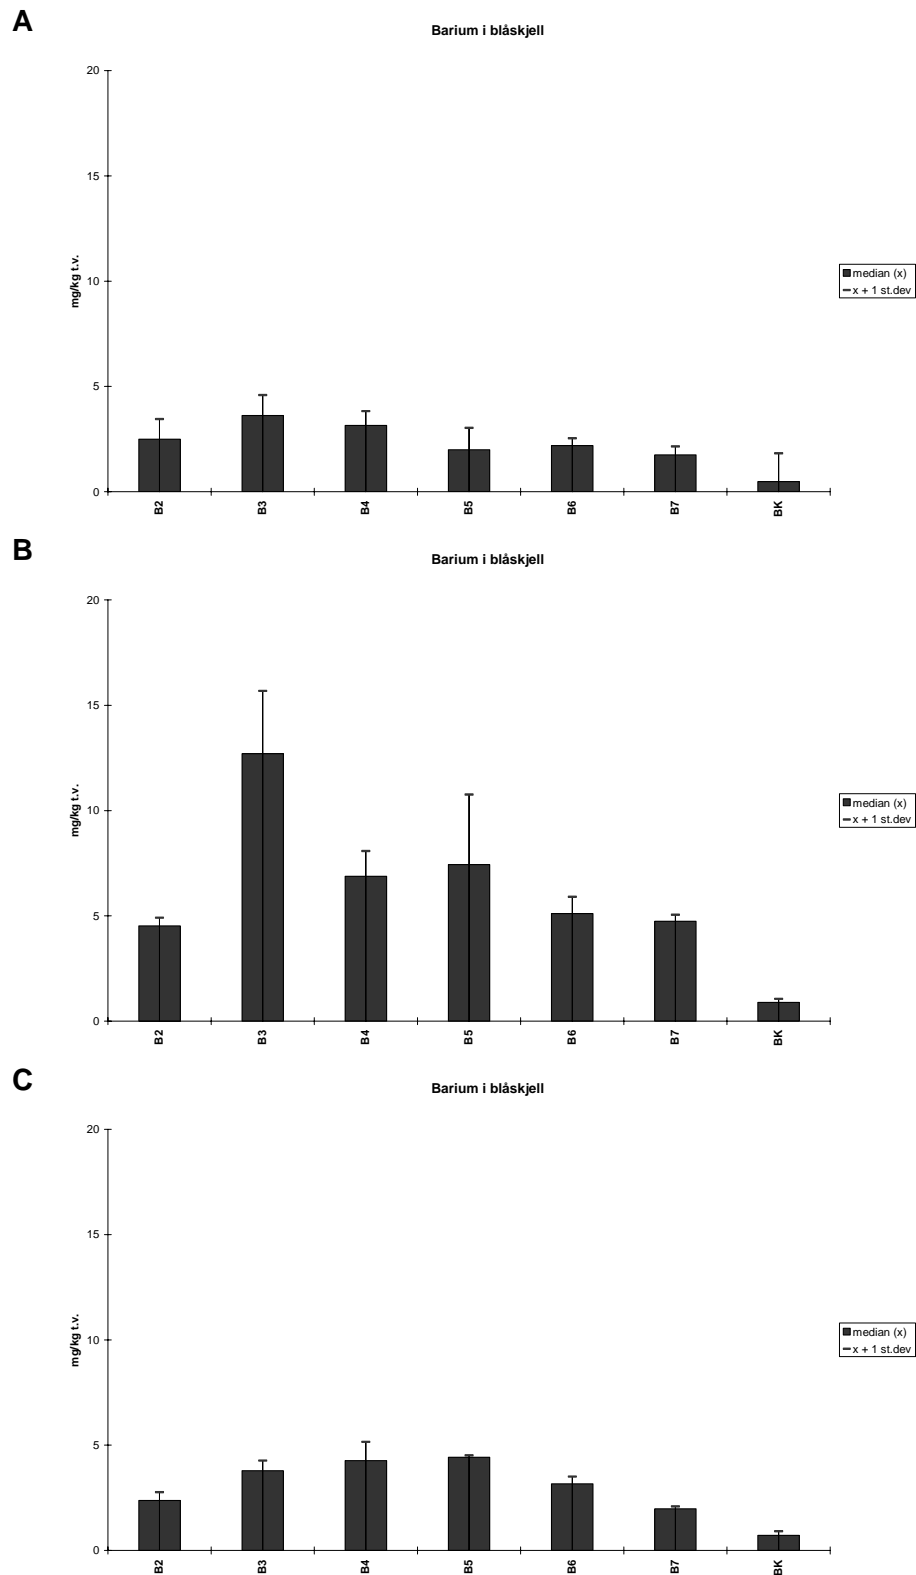 A
Barium i blåskjell
20
15
10
5
0
mg/kg t.v.
B2
B3
B4
B5
B6
B7
BK
median (x)
x + 1 st.dev
B
Barium i blåskjell
20
15
10
5
0
mg/kg t.v.
B2
B3
B4
B5
B6
B7
BK
median (x)
x + 1 st.dev
C
Barium i blåskjell
20
15
10
5
0
mg/kg t.v.
B2
B3
B4
B5
B6
B7
BK
median (x)
x + 1 st.dev